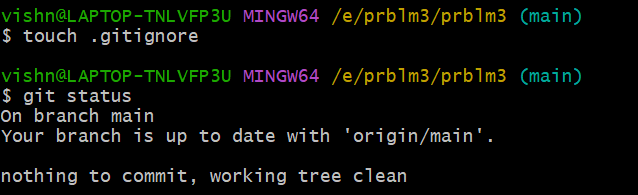 vishn@LAPTOP-TNLVFP3U MINGW64 /e/prblm3/prblm3 (main)
$ touch .gitignore
vishn@LAPTOP-TNLVFP3U MINGW64 /e/prblm3/prblm3 (main)
$ git status
On branch main
Your branch is up to date with 'origin/main'.
nothing to commit, working tree clean